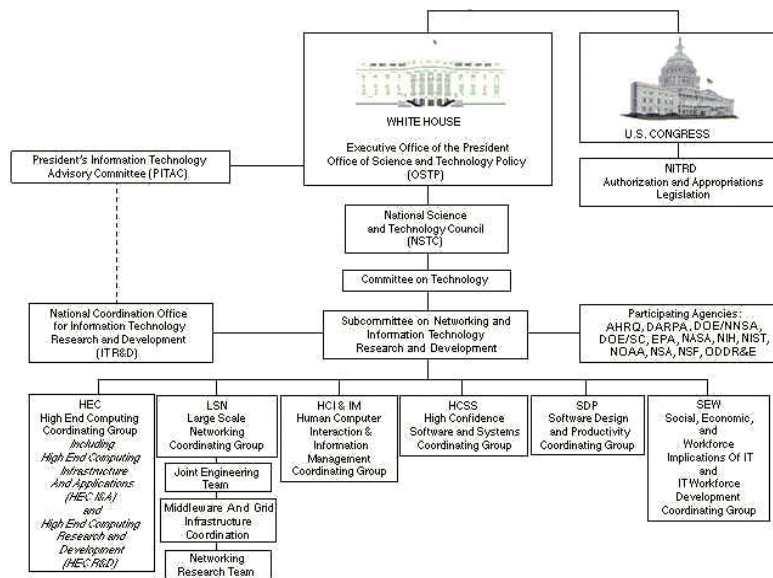 WHITE HOUSE
Executive Office of the President
Office of Science and Technology Policy
(OSTP)
U.S. CONGRESS
President's Information Technology
Advisory Committee (PITAC)
NITRD
Authorization and Appropriations
Legislation
National Science
and Technology Council
(NSTC)
Committee on Technology
National Coordination Office
for Information Technology
Research and Development
(ITR&D)
Subcommittee on Networking and
Information Technology
Research and Development
Participating Agencies:
AHRQ, DARPA, DOE/NNSA,
DOE/SC, EPA, NASA, NIH, NIST,
NOAA, NSA, NSF, ODDR&E
HEC
High End Computing
Coordinating Group
Including
High End Computing
Infrastructure
And Applications
(HEC I&A)
and
High End Computing
Research and
Development
(HEC R&D)
LSN
Large Scale
Networking
Coordinating Group
Joint Engineering
Team
Middleware And Grid
Infrastructure
Coordination
Networking
Research Team
HCI & IM
Human Computer
Interaction &
Information
Management
Coordinating Group
HCSS
High Confidence
Software and Systems
Coordinating Group
SDP
Software Design
and Productivity
Coordinating Group
SEW
Social, Economic,
and
Workforce
Implications Of IT
and
IT Workforce
Development
Coordinating Group